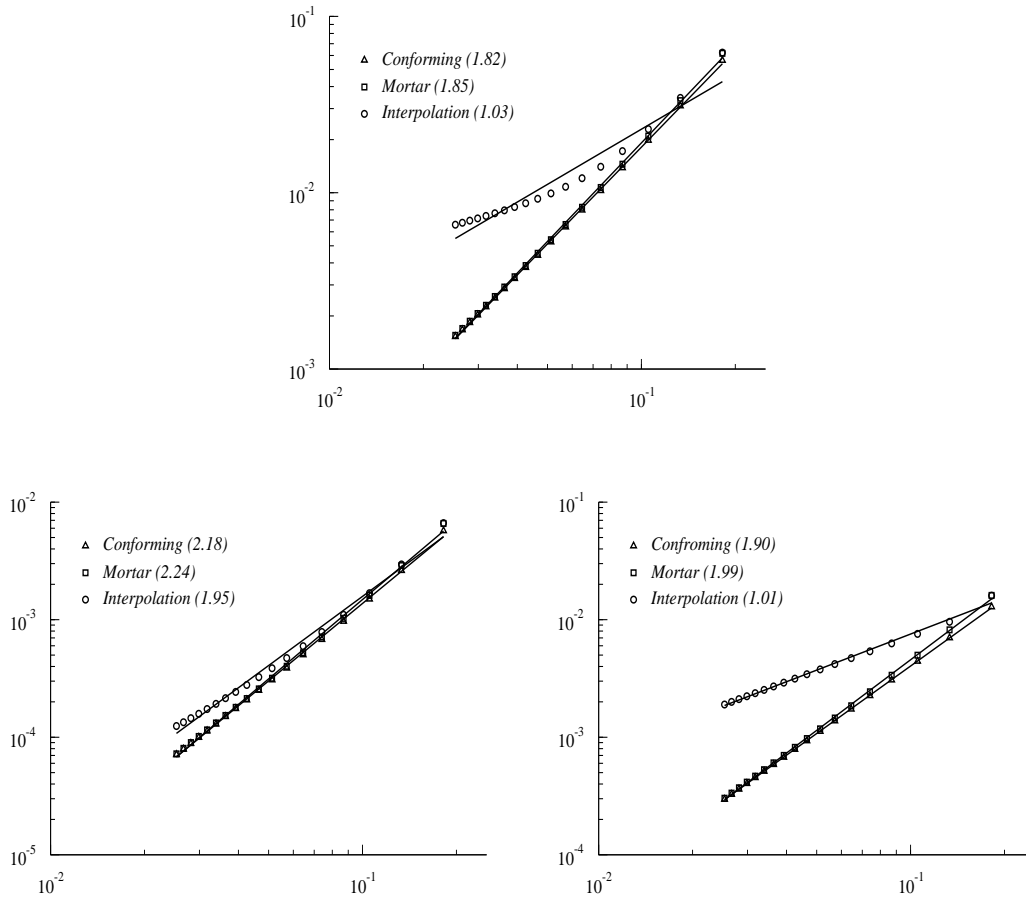 10^-1
Conforming (1.82)
Mortar (1.85)
Interpolation (1.03)
10^-2
10^-3
10^-2
10^-1
10^-2
Conforming (2.18)
Mortar (2.24)
Interpolation (1.95)
10^-3
10^-4
10^-5
10^-2
10^-1
10^-1
Confroming (1.90)
Mortar (1.99)
Interpolation (1.01)
10^-2
10^-3
10^-4
10^-2
10^-1